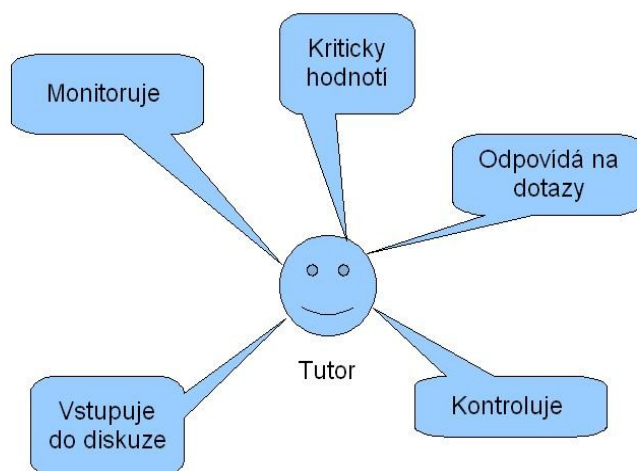 Monitoruje
Kriticky
hodnotí
Odpovídá na
dotazy
Tutor
Vstupuje
do diskuze
Kontroluje